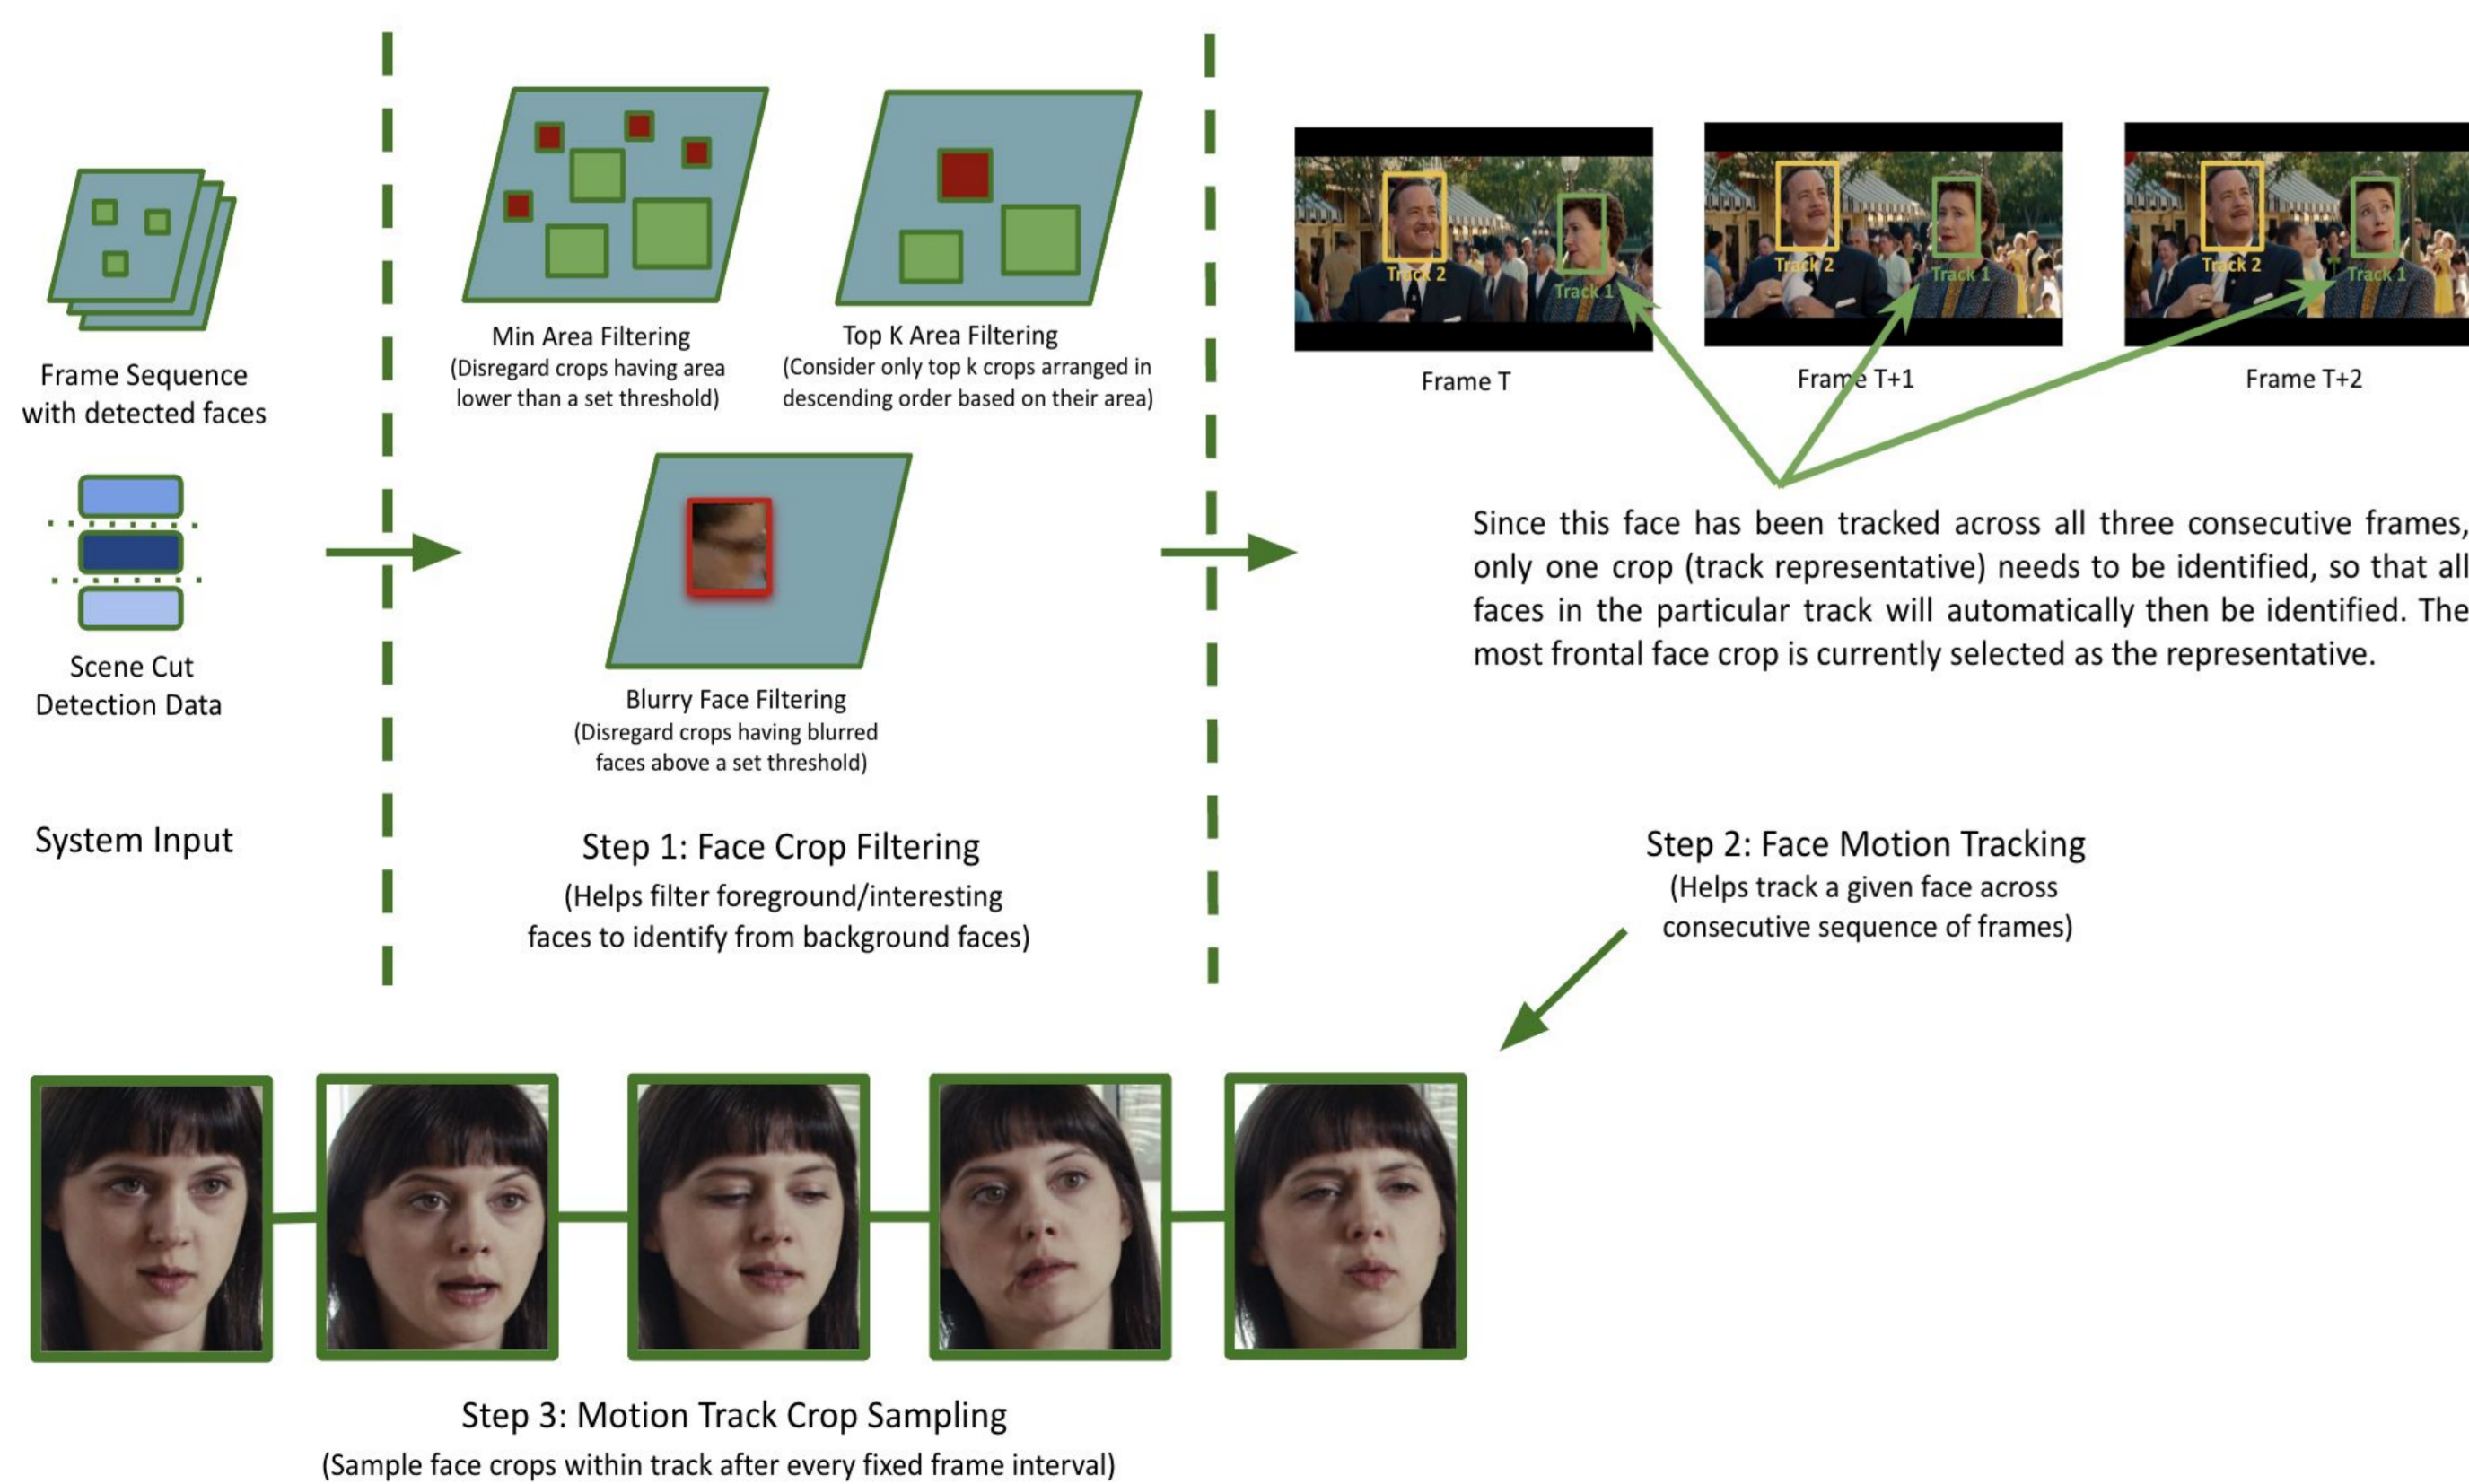 Frame Sequence
with detected faces
Scene Cut
Detection Data
System Input
Min Area Filtering
(Disregard crops having area
lower than a set threshold)
Top K Area Filtering
(Consider only top k crops arranged in
descending order based on their area)
Blurry Face Filtering
(Disregard crops having blurred
faces above a set threshold)
Step 1: Face Crop Filtering
(Helps filter foreground/interesting
faces to identify from background faces)
Track 2
Track 1
Frame T
Track 2
Track 1
Frame T+1
Track 2
Track 1
Frame T+2
Since this face has been tracked across all three consecutive frames,
only one crop (track representative) needs to be identified, so that all
faces in the particular track will automatically then be identified. The
most frontal face crop is currently selected as the representative.
Step 2: Face Motion Tracking
(Helps track a given face across
consecutive sequence of frames)
Step 3: Motion Track Crop Sampling
(Sample face crops within track after every fixed frame interval)